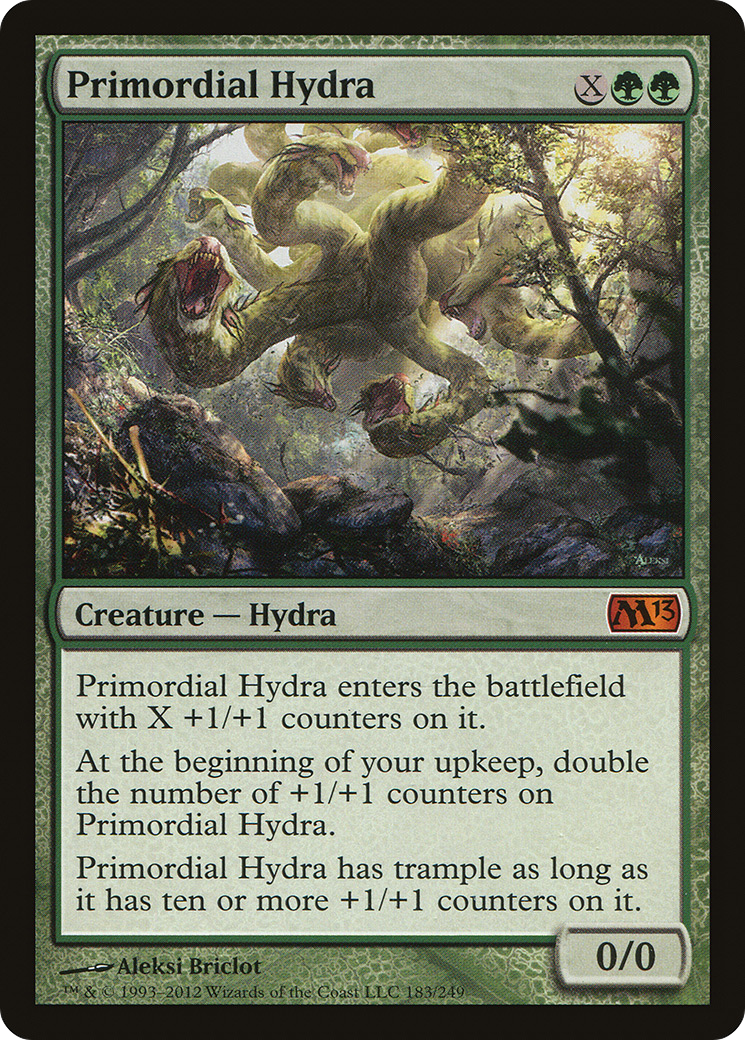 Primordial Hydra X
ALEKSI
Creature — Hydra M13
Primordial Hydra enters the battlefield
with X +1/+1 counters on it.
At the beginning of your upkeep, double
the number of +1/+1 counters on
Primordial Hydra.
Primordial Hydra has trample as long as
it has ten or more +1/+1 counters on it.
0/0
Aleksi Briclot
™ & © 1993–2012 Wizards of the Coast LLC 183/249